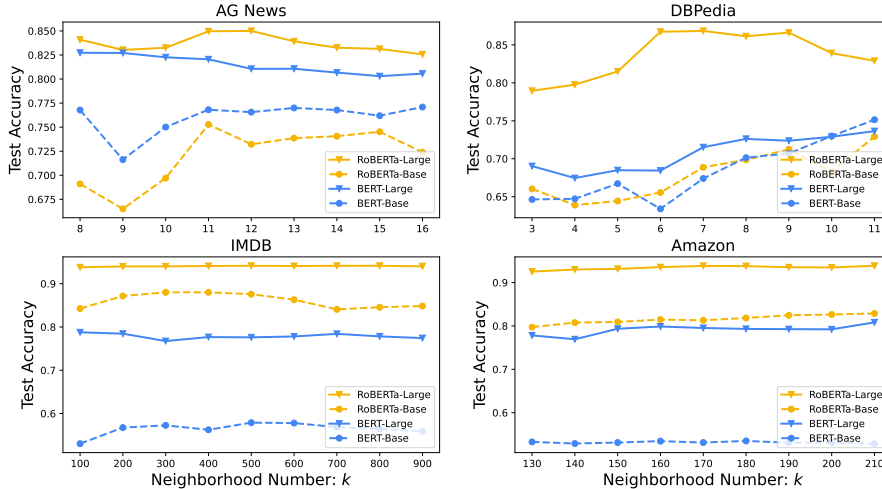 AG News
Test Accuracy
0.850
0.825
0.800
0.775
0.750
0.725
0.700
0.675
8 9 10 11 12 13 14 15 16
RoBERTa-Large
RoBERTa-Base
BERT-Large
BERT-Base
DBPedia
Test Accuracy
0.85
0.80
0.75
0.70
0.65
3 4 5 6 7 8 9 10 11
RoBERTa-Large
RoBERTa-Base
BERT-Large
BERT-Base
IMDB
Test Accuracy
0.9
0.8
0.7
0.6
100 200 300 400 500 600 700 800 900
Neighborhood Number: k
RoBERTa-Large
RoBERTa-Base
BERT-Large
BERT-Base
Amazon
Test Accuracy
0.9
0.8
0.7
0.6
130 140 150 160 170 180 190 200 210
Neighborhood Number: k
RoBERTa-Large
RoBERTa-Base
BERT-Large
BERT-Base